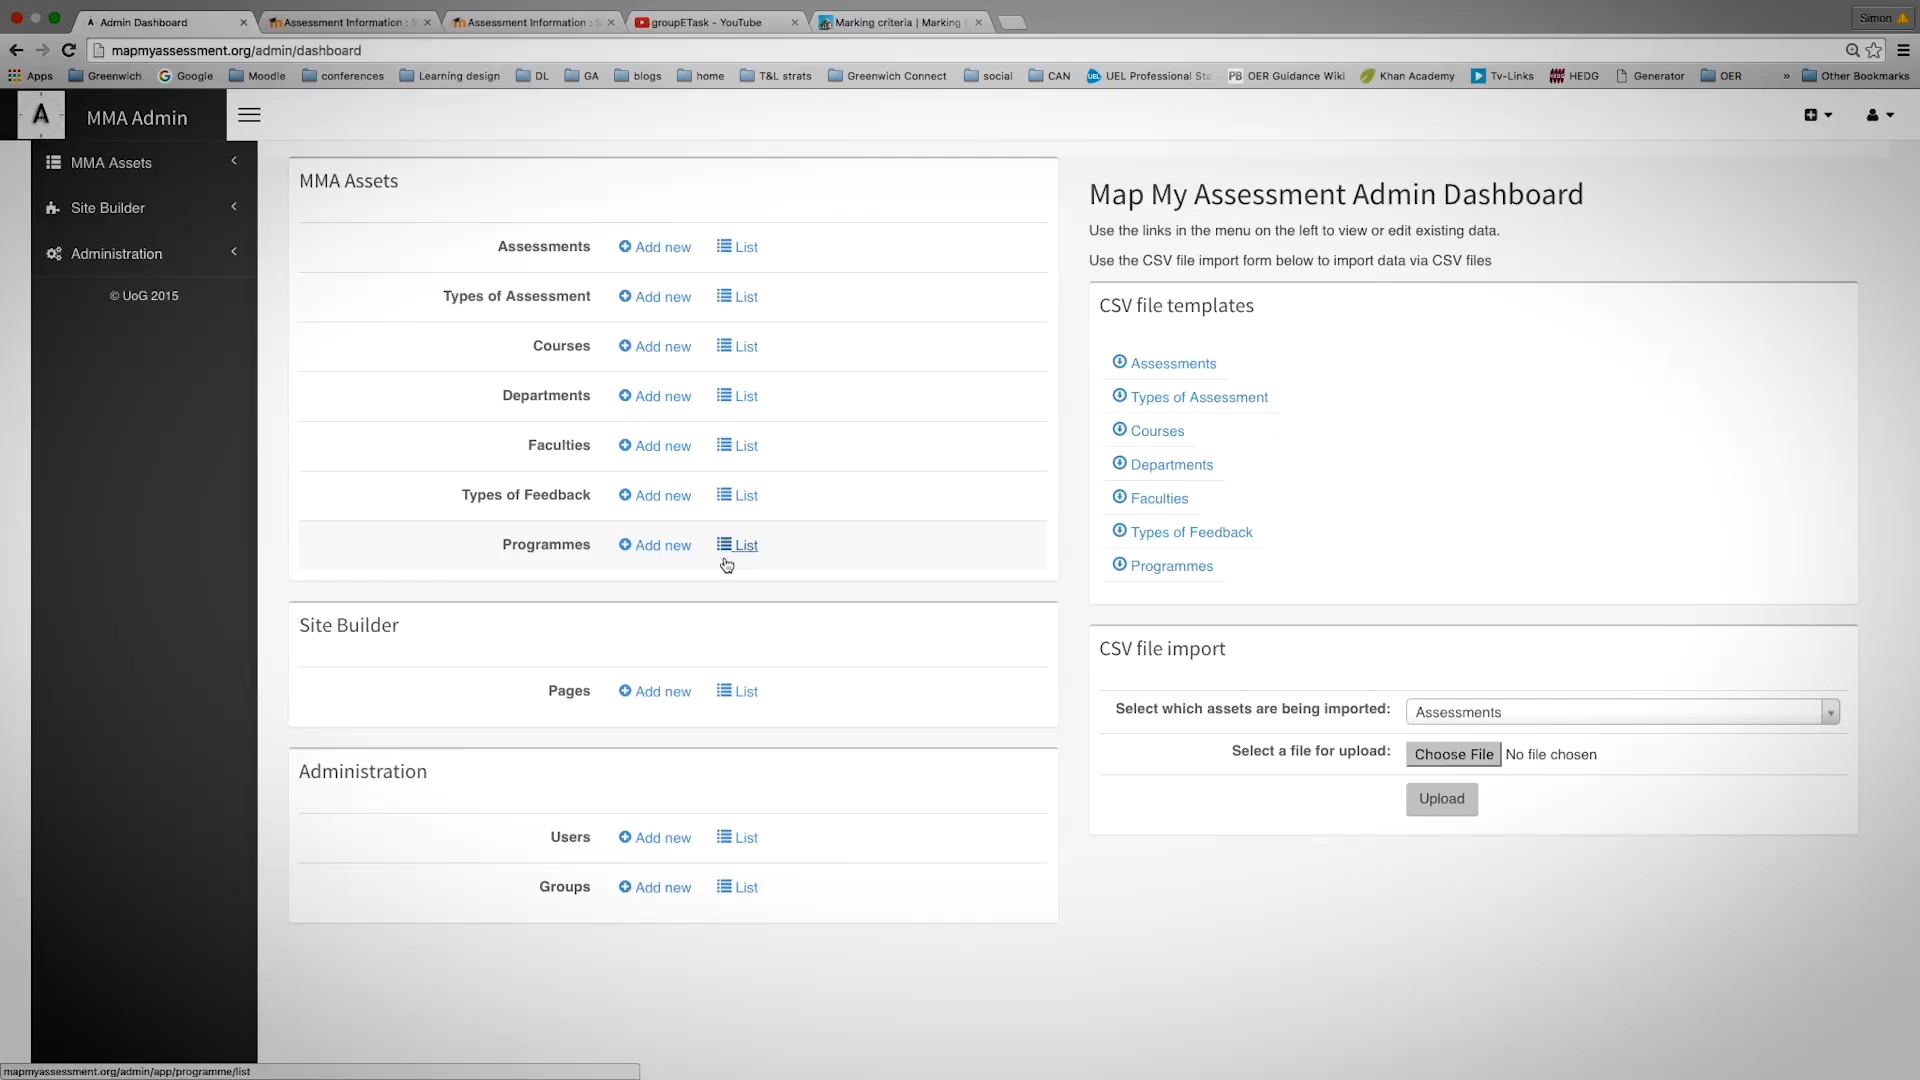 Admin Dashboard
Assessment Information : S
Assessment Information : S
groupETask - YouTube
Marking criteria | Marking
Simon
mapmyassessment.org/admin/dashboard
Apps Greenwich Google Moodle conferences Learning design DL GA blogs home T&L strats Greenwich Connect social CAN UEL Professional Sta PB OER Guidance Wiki Khan Academy Tv-Links HEDG Generator OER » Other Bookmarks
A MMA Admin
MMA Assets
Site Builder
Administration
© UoG 2015
MMA Assets
Assessments Add new List
Types of Assessment Add new List
Courses Add new List
Departments Add new List
Faculties Add new List
Types of Feedback Add new List
Programmes Add new List
Site Builder
Pages Add new List
Administration
Users Add new List
Groups Add new List
Map My Assessment Admin Dashboard
Use the links in the menu on the left to view or edit existing data.
Use the CSV file import form below to import data via CSV files
CSV file templates
Assessments
Types of Assessment
Courses
Departments
Faculties
Types of Feedback
Programmes
CSV file import
Select which assets are being imported: Assessments
Select a file for upload: Choose File No file chosen
Upload
mapmyassessment.org/admin/app/programme/list